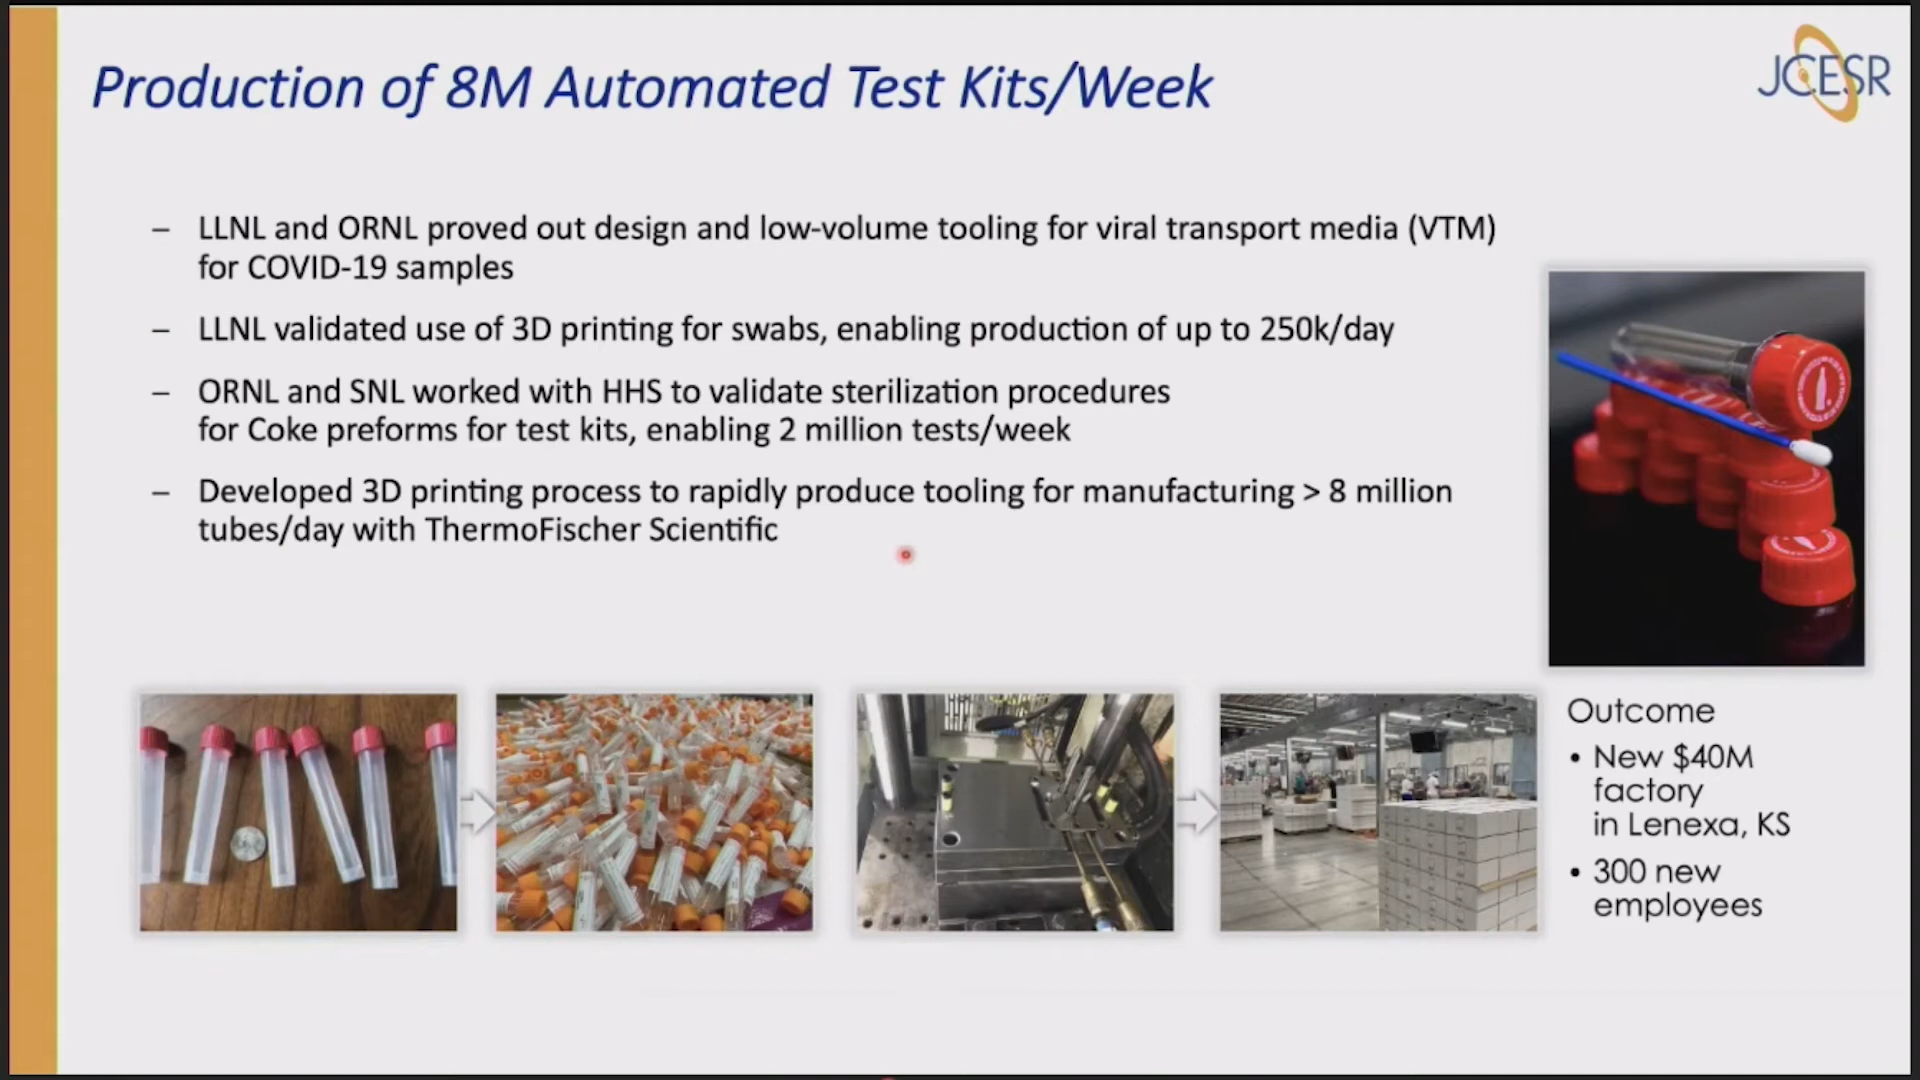 Production of 8M Automated Test Kits/Week
JCESR
– LLNL and ORNL proved out design and low-volume tooling for viral transport media (VTM)
for COVID-19 samples
– LLNL validated use of 3D printing for swabs, enabling production of up to 250k/day
– ORNL and SNL worked with HHS to validate sterilization procedures
for Coke preforms for test kits, enabling 2 million tests/week
– Developed 3D printing process to rapidly produce tooling for manufacturing > 8 million
tubes/day with ThermoFischer Scientific
Outcome
• New $40M
factory
in Lenexa, KS
• 300 new
employees